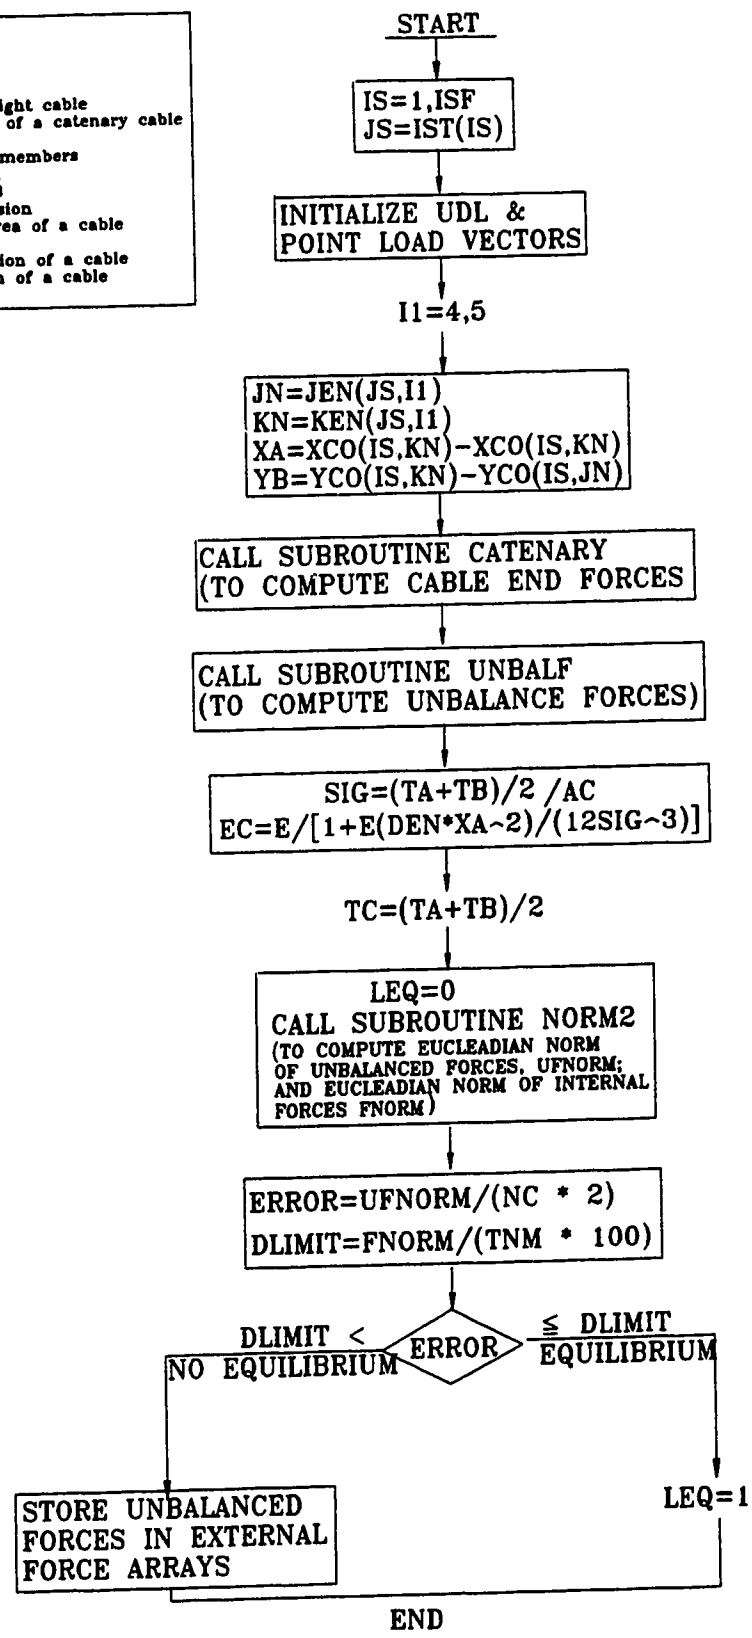 ight cable
of a catenary cable
members
sion
rea of a cable
ion of a cable
of a cable
START
IS=1,ISF
JS=IST(IS)
INITIALIZE UDL &
POINT LOAD VECTORS
I1=4,5
JN=JEN(JS,I1)
KN=KEN(JS,I1)
XA=XCO(IS,KN)-XCO(IS,KN)
YB=YCO(IS,KN)-YCO(IS,JN)
CALL SUBROUTINE CATENARY
(TO COMPUTE CABLE END FORCES
CALL SUBROUTINE UNBALF
(TO COMPUTE UNBALANCE FORCES)
SIG=(TA+TB)/2 /AC
EC=E/[1+E(DEN*XA~2)/(12SIG~3)]
TC=(TA+TB)/2
LEQ=0
CALL SUBROUTINE NORM2
(TO COMPUTE EUCLEADIAN NORM
OF UNBALANCED FORCES, UFNORM;
AND EUCLEADIAN NORM OF INTERNAL
FORCES FNORM)
ERROR=UFNORM/(NC * 2)
DLIMIT=FNORM/(TNM * 100)
DLIMIT <
NO EQUILIBRIUM
ERROR
≦ DLIMIT
EQUILIBRIUM
STORE UNBALANCED
FORCES IN EXTERNAL
FORCE ARRAYS
LEQ=1
END